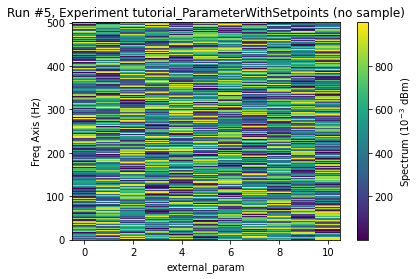 Run #5, Experiment tutorial_ParameterWithSetpoints (no sample)
500
400
300
200
100
0
Freq Axis (Hz)
0 2 4 6 8 10
external_param
800
600
400
200
Spectrum (10⁻³ dBm)